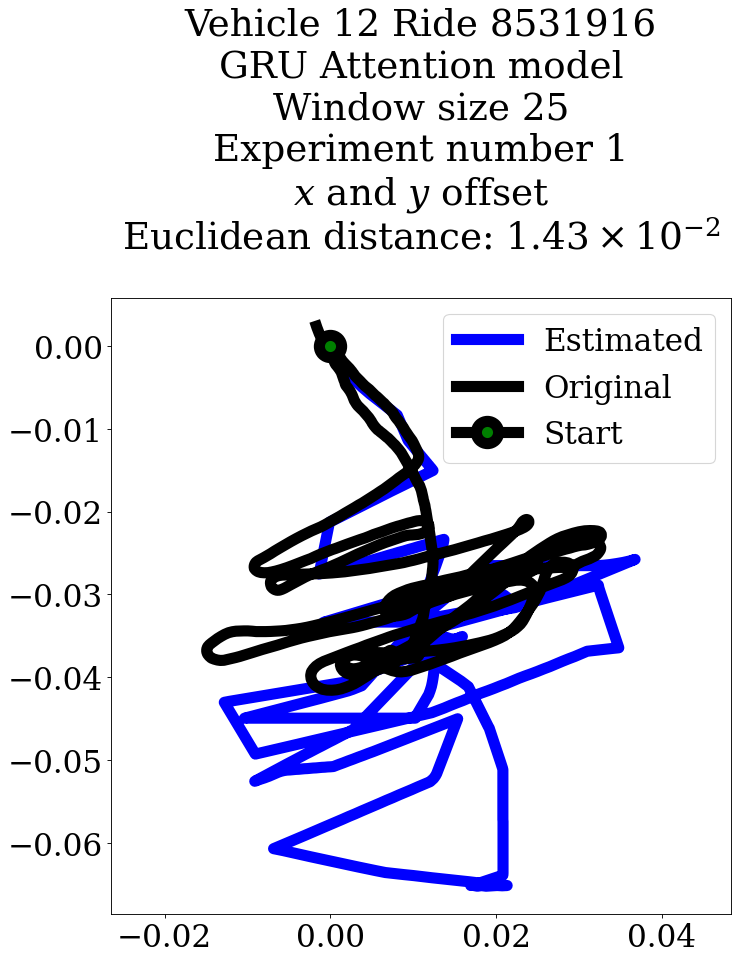 Vehicle 12 Ride 8531916
GRU Attention model
Window size 25
Experiment number 1
x and y offset
Euclidean distance: 1.43 × 10⁻²
Estimated
Original
Start
0.00
−0.01
−0.02
−0.03
−0.04
−0.05
−0.06
−0.02
0.00
0.02
0.04